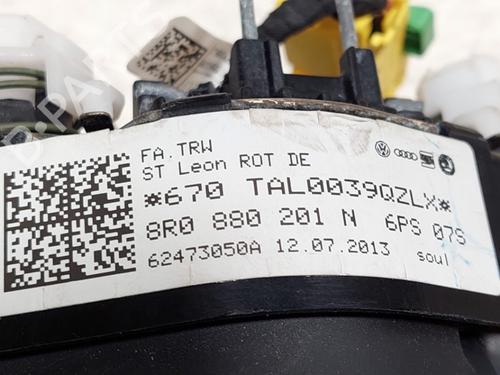 FA.TRW
ST Leon ROT DE
*670 TAL0039QZLX*
8R0 880 201 N 6PS 07S
62473050A 12.07.2013 soul